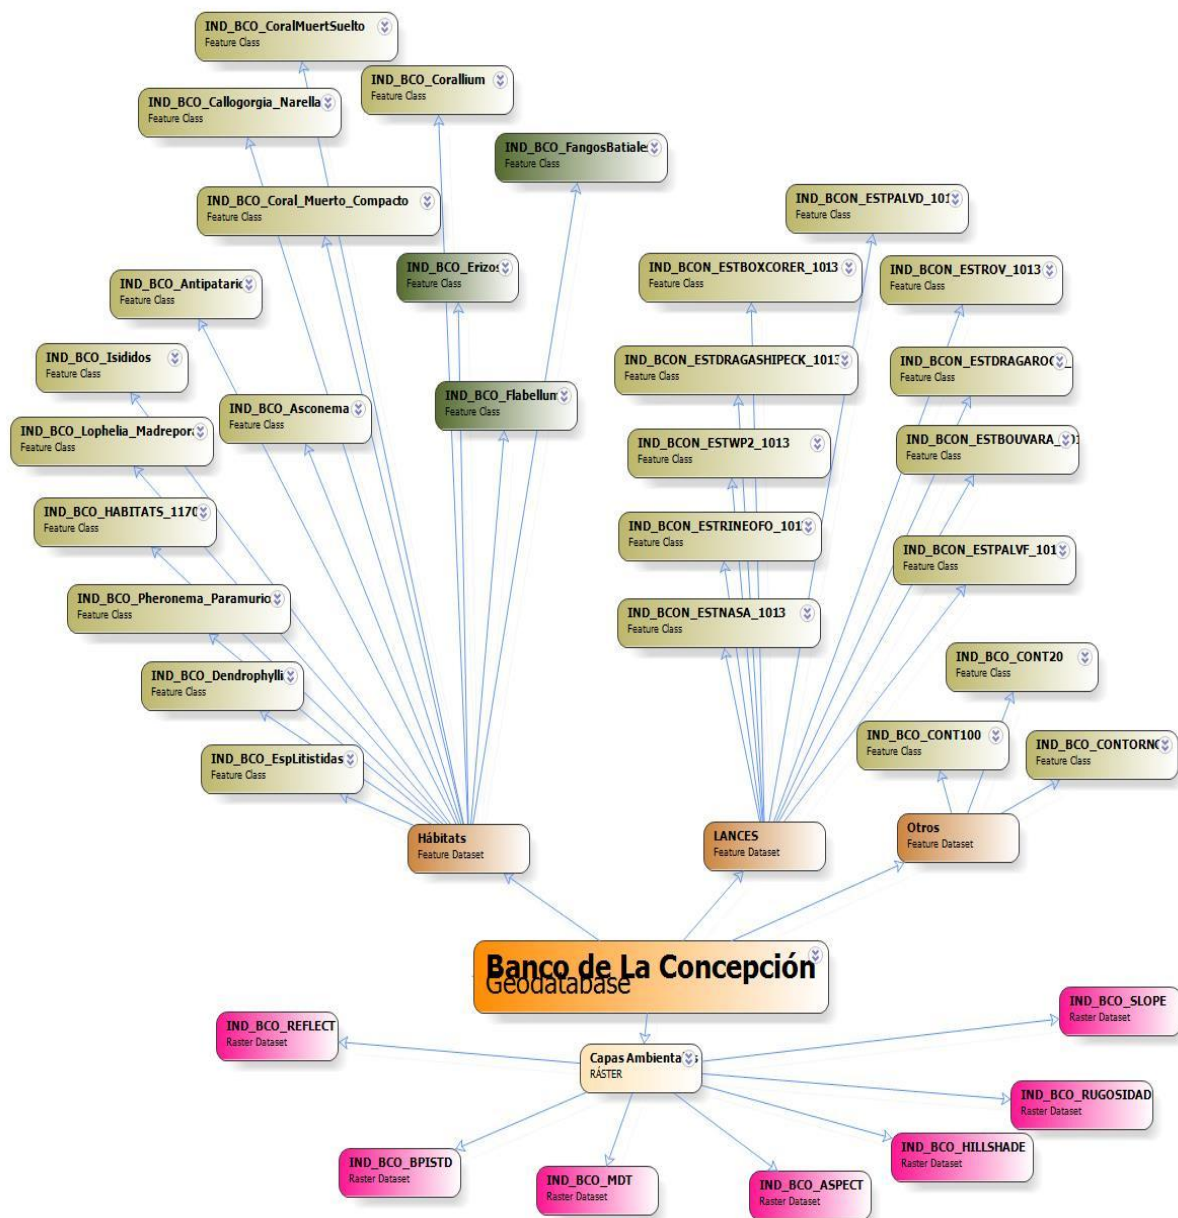 IND_BCO_CoralMuertSuelto
Feature Class
IND_BCO_Corallium
Feature Class
IND_BCO_Callogorgia_Narella
Feature Class
IND_BCO_FangosBatiales
Feature Class
IND_BCO_Coral_Muerto_Compacto
Feature Class
IND_BCON_ESTPALVD_101
Feature Class
IND_BCO_Erizos
Feature Class
IND_BCON_ESTBOXCORER_1013
Feature Class
IND_BCON_ESTROV_1013
Feature Class
IND_BCO_Antipatario
Feature Class
IND_BCO_Isididos
Feature Class
IND_BCON_ESTDRAGASHIPECK_1013
Feature Class
IND_BCON_ESTDRAGAROC
Feature Class
IND_BCO_Flabellum
Feature Class
IND_BCO_Asconema
Feature Class
IND_BCO_Lophelia_Madrepora
Feature Class
IND_BCON_ESTWP2_1013
Feature Class
IND_BCON_ESTBOUVARA_101
Feature Class
IND_BCO_HABITATS_1170
Feature Class
IND_BCON_ESTRINEOFO_101
Feature Class
IND_BCON_ESTPALVF_101
Feature Class
IND_BCO_Pheronema_Paramurio
Feature Class
IND_BCON_ESTNASA_1013
Feature Class
IND_BCO_Dendrophylli
Feature Class
IND_BCO_CONT20
Feature Class
IND_BCO_EspLitistidas
Feature Class
IND_BCO_CONT100
Feature Class
IND_BCO_CONTORNO
Feature Class
Hábitats
Feature Dataset
LANCES
Feature Dataset
Otros
Feature Dataset
Banco de La Concepción
Geodatabase
IND_BCO_REFLECT
Raster Dataset
IND_BCO_SLOPE
Raster Dataset
Capas Ambientales
RÁSTER
IND_BCO_RUGOSIDAD
Raster Dataset
IND_BCO_HILLSHADE
Raster Dataset
IND_BCO_BPISTD
Raster Dataset
IND_BCO_MDT
Raster Dataset
IND_BCO_ASPECT
Raster Dataset